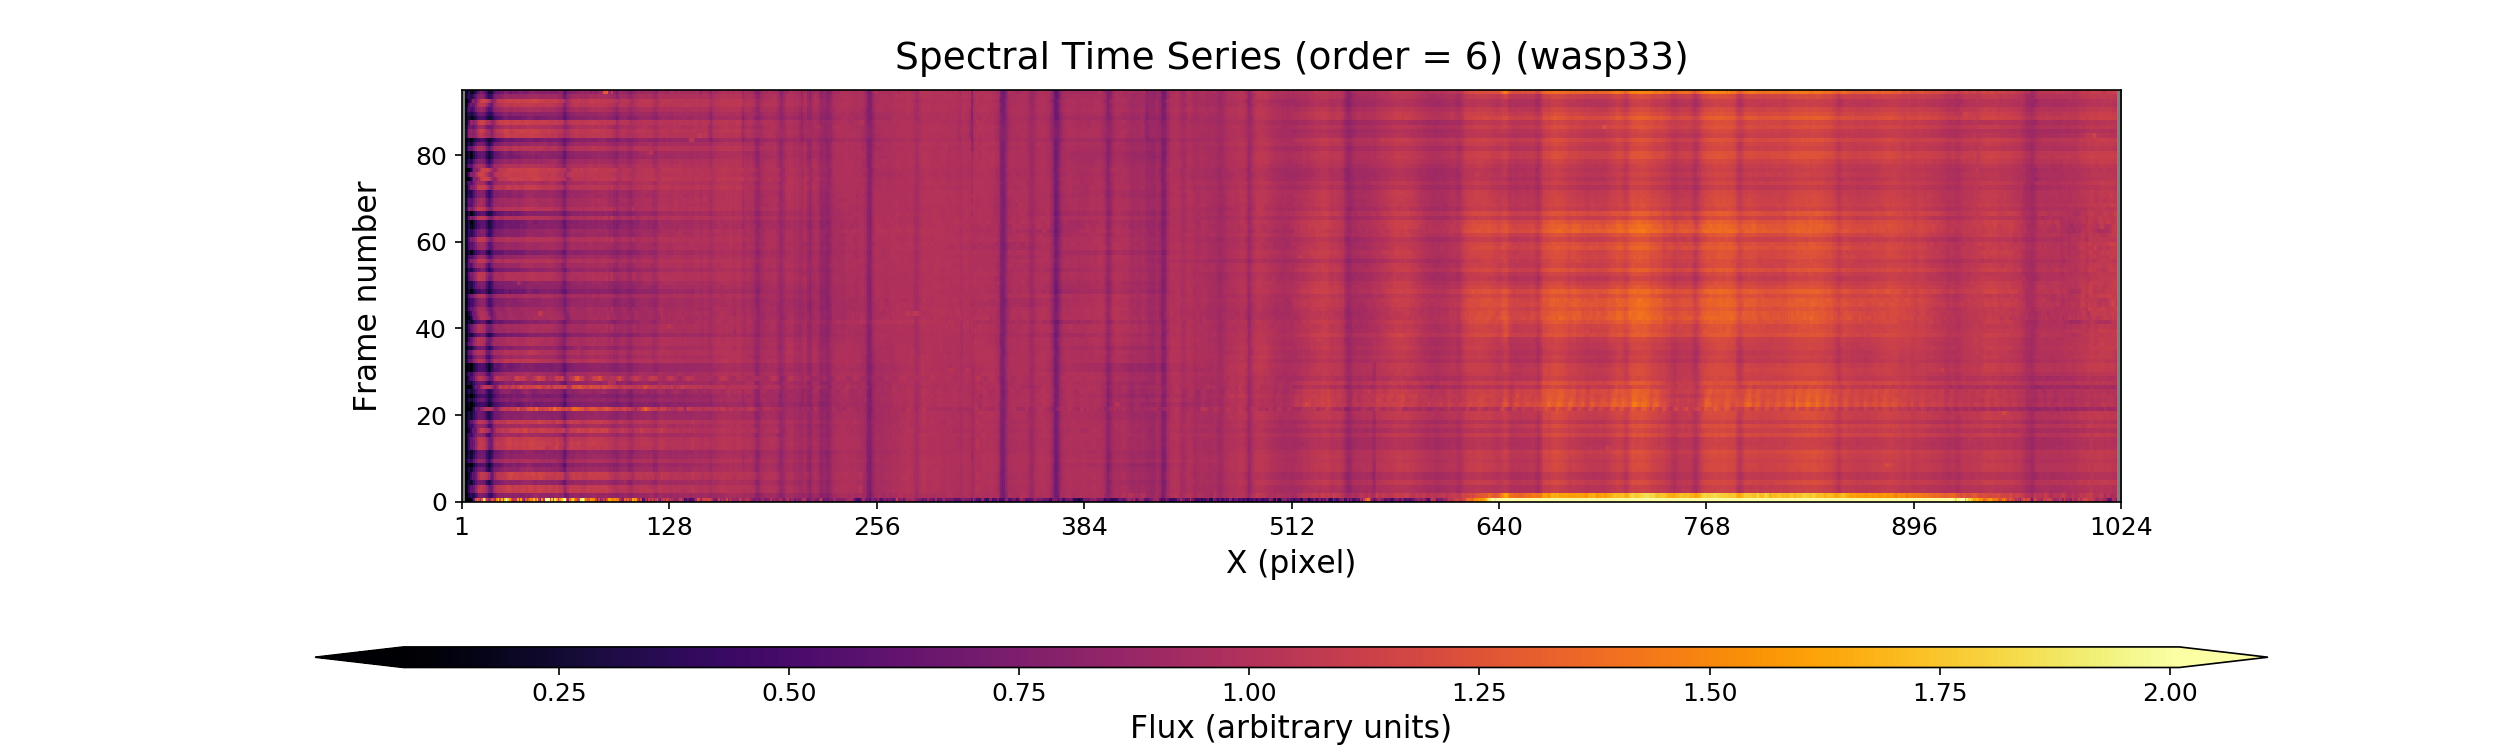 Spectral Time Series (order = 6) (wasp33)
Frame number
80
60
40
20
0
1 128 256 384 512 640 768 896 1024
X (pixel)
0.25 0.50 0.75 1.00 1.25 1.50 1.75 2.00
Flux (arbitrary units)